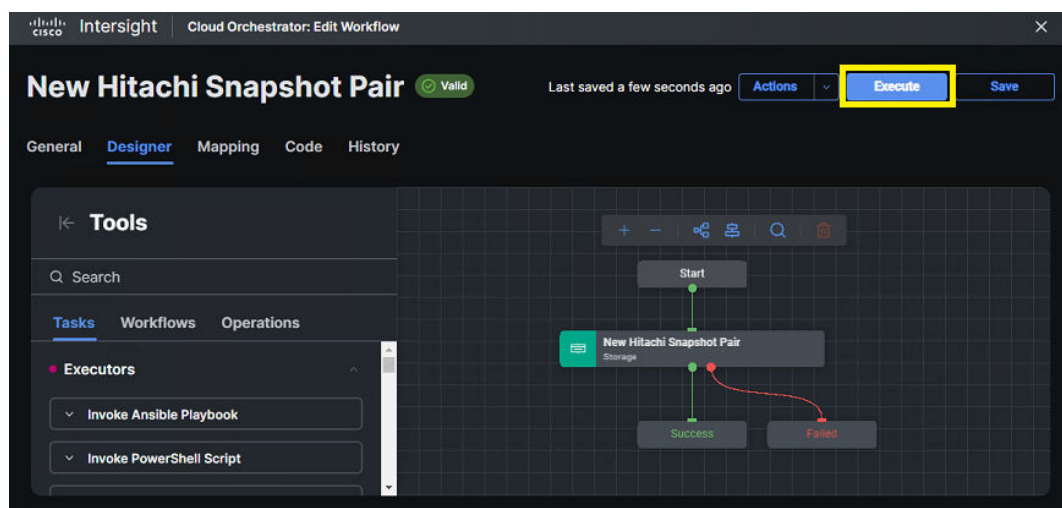 cisco Intersight Cloud Orchestrator: Edit Workflow
New Hitachi Snapshot Pair Valid Last saved a few seconds ago Actions Execute Save
General Designer Mapping Code History
Tools
Search
Tasks Workflows Operations
Executors
Invoke Ansible Playbook
Invoke PowerShell Script
Start
New Hitachi Snapshot Pair
Storage
Success Failed